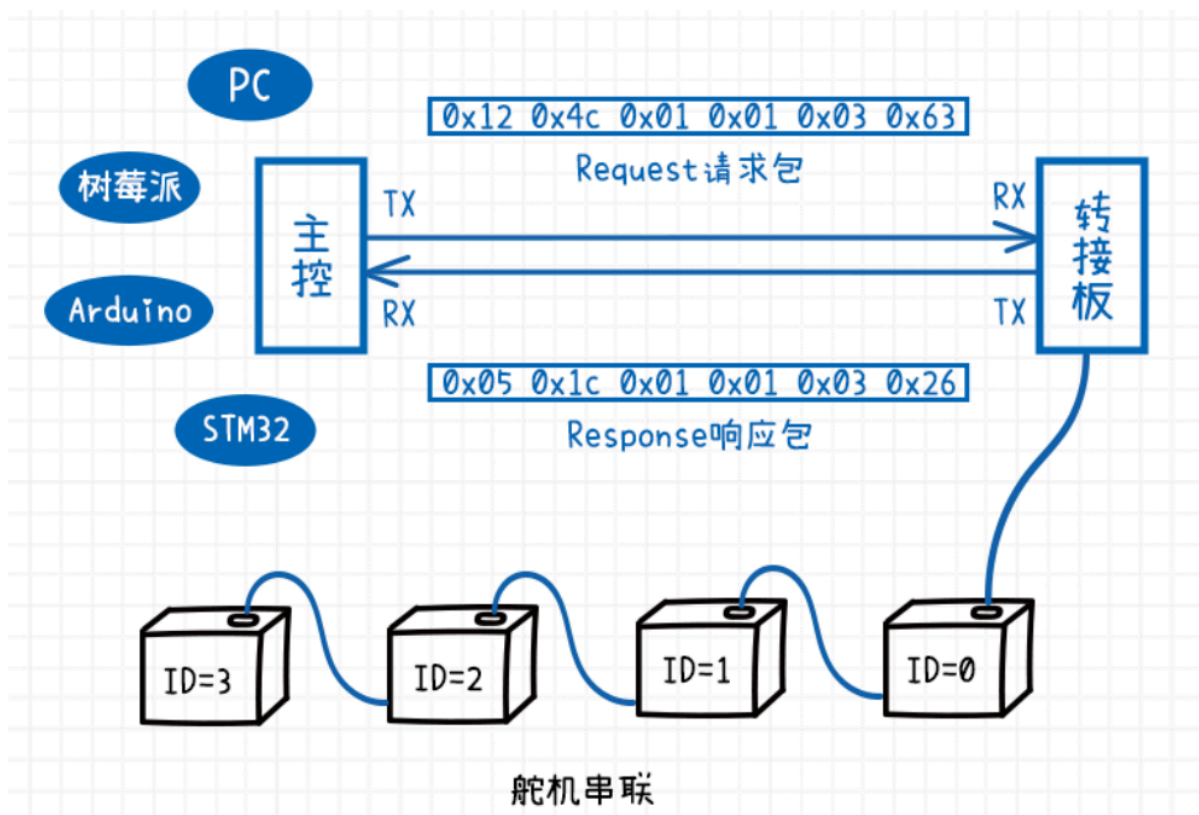 PC
0x12 0x4c 0x01 0x01 0x03 0x63
Request请求包
树莓派
主控
TX
RX
转接板
Arduino
RX
TX
0x05 0x1c 0x01 0x01 0x03 0x26
Response响应包
STM32
ID=3
ID=2
ID=1
ID=0
舵机串联